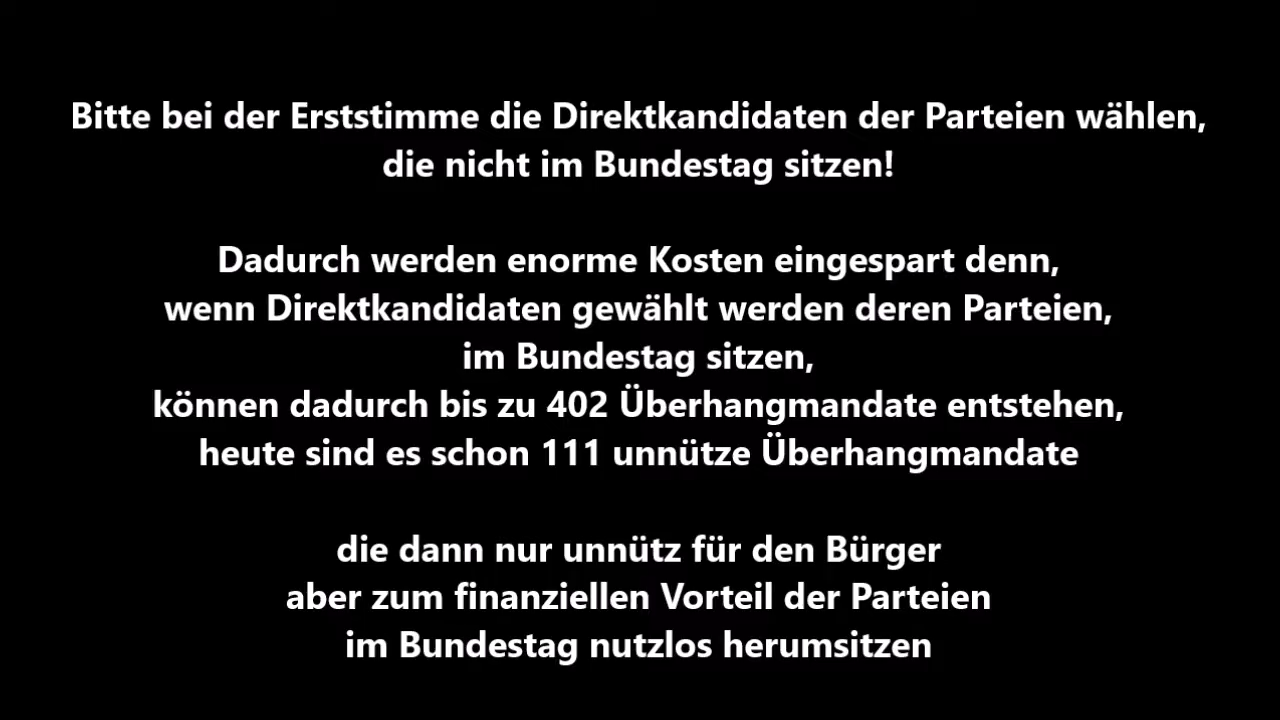 Bitte bei der Erststimme die Direktkandidaten der Parteien wählen,
die nicht im Bundestag sitzen!
Dadurch werden enorme Kosten eingespart denn,
wenn Direktkandidaten gewählt werden deren Parteien,
im Bundestag sitzen,
können dadurch bis zu 402 Überhangmandate entstehen,
heute sind es schon 111 unnütze Überhangmandate
die dann nur unnütz für den Bürger
aber zum finanziellen Vorteil der Parteien
im Bundestag nutzlos herumsitzen